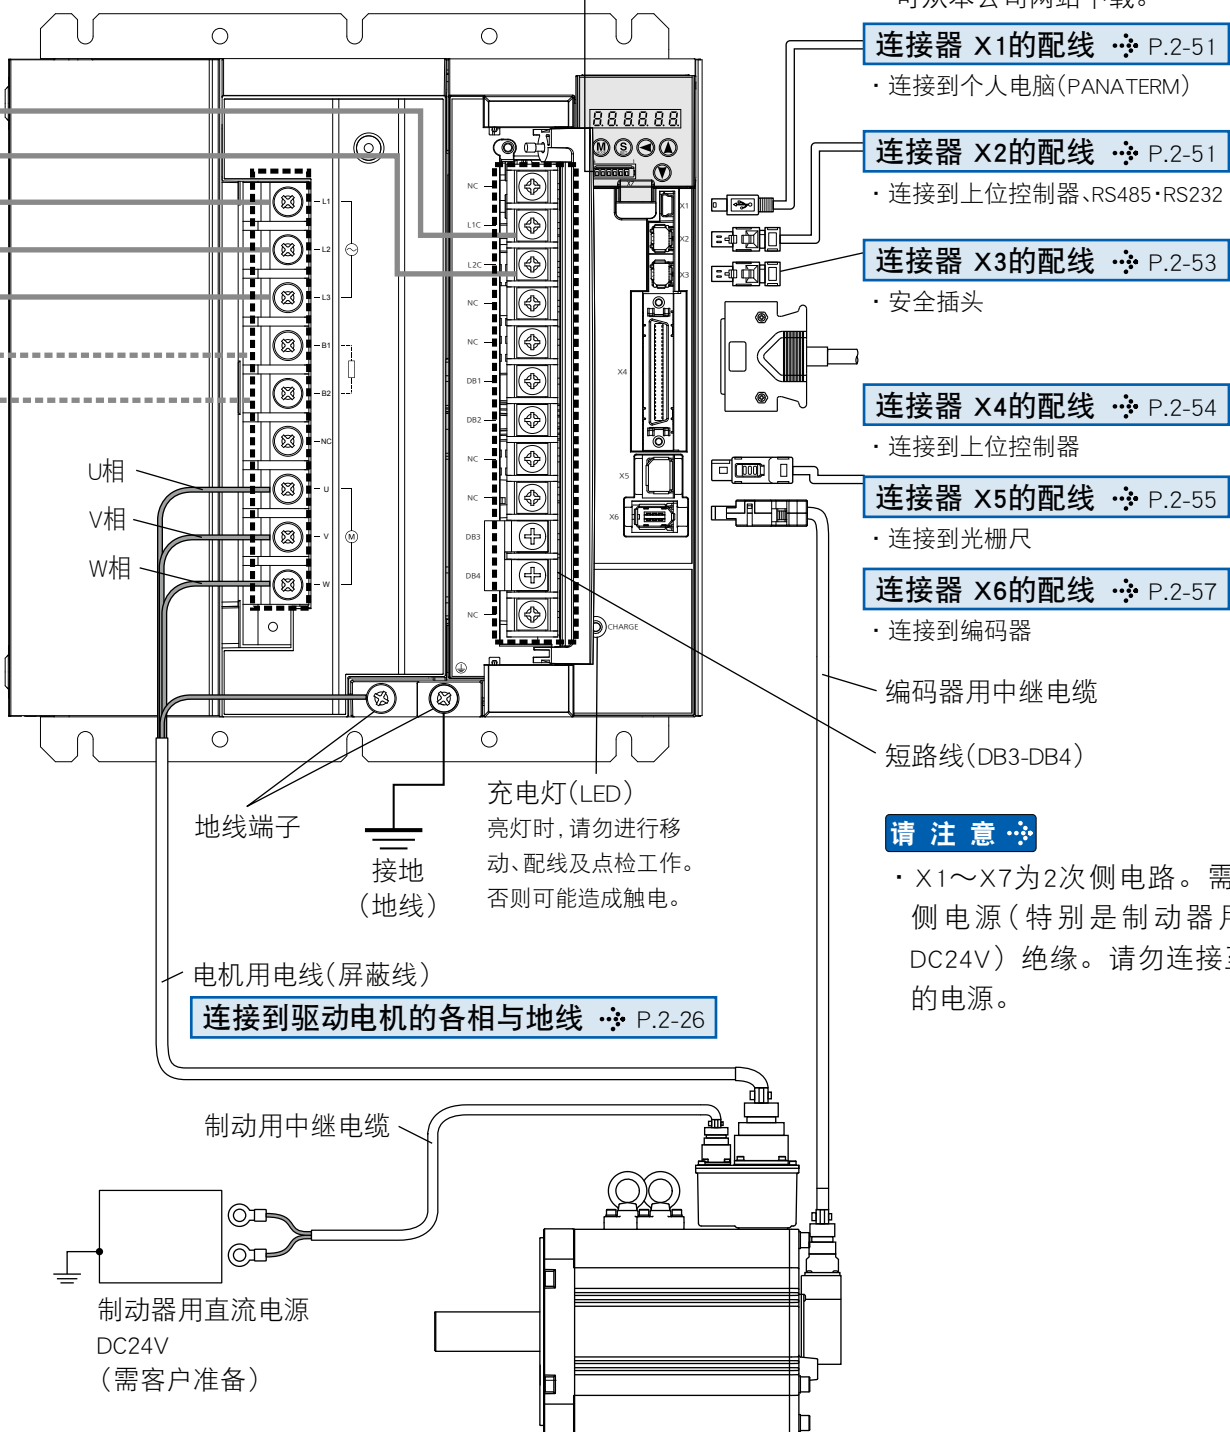 连接器 X1的配线 P.2-51
・连接到个人电脑(PANATERM)
连接器 X2的配线 P.2-51
・连接到上位控制器、RS485・RS232
连接器 X3的配线 P.2-53
・安全插头
连接器 X4的配线 P.2-54
・连接到上位控制器
连接器 X5的配线 P.2-55
・连接到光栅尺
连接器 X6的配线 P.2-57
・连接到编码器
编码器用中继电缆
短路线(DB3-DB4)
请注意
・X1～X7为2次侧电路。需
侧电源(特别是制动器
DC24V)绝缘。请勿连接
的电源。
8.8.8.8.8.8.
M
S
X7
X1
X2
X3
X4
X5
X6
CHARGE
NC
L1C
L2C
NC
NC
DB1
DB2
NC
NC
DB3
DB4
NC
L1
L2
L3
B1
B2
NC
U
V
W
M
U相
V相
W相
地线端子
接地
(地线)
充电灯(LED)
亮灯时,请勿进行移
动、配线及点检工作。
否则可能造成触电。
电机用电线(屏蔽线)
连接到驱动电机的各相与地线 P.2-26
制动用中继电缆
制动器用直流电源
DC24V
(需客户准备)